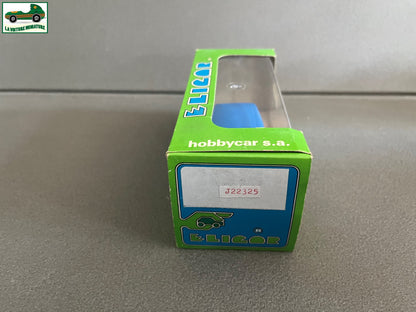 LA VOITURE MINIATURE
ELIGOR
hobbycar s.a.
J22325
ELIGOR